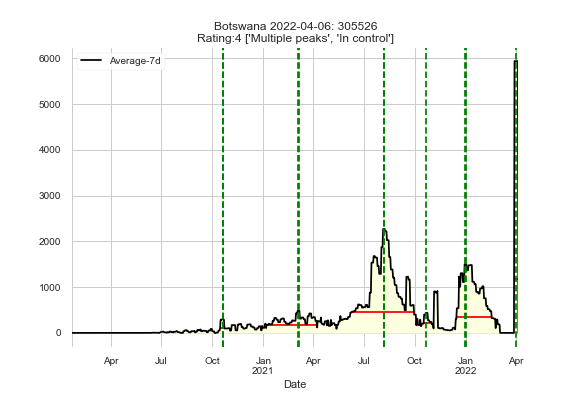 Botswana 2022-04-06: 305526
Rating:4 ['Multiple peaks', 'In control']
Average-7d
6000
5000
4000
3000
2000
1000
0
Apr Jul Oct Jan Apr Jul Oct Jan Apr
2021 2022
Date